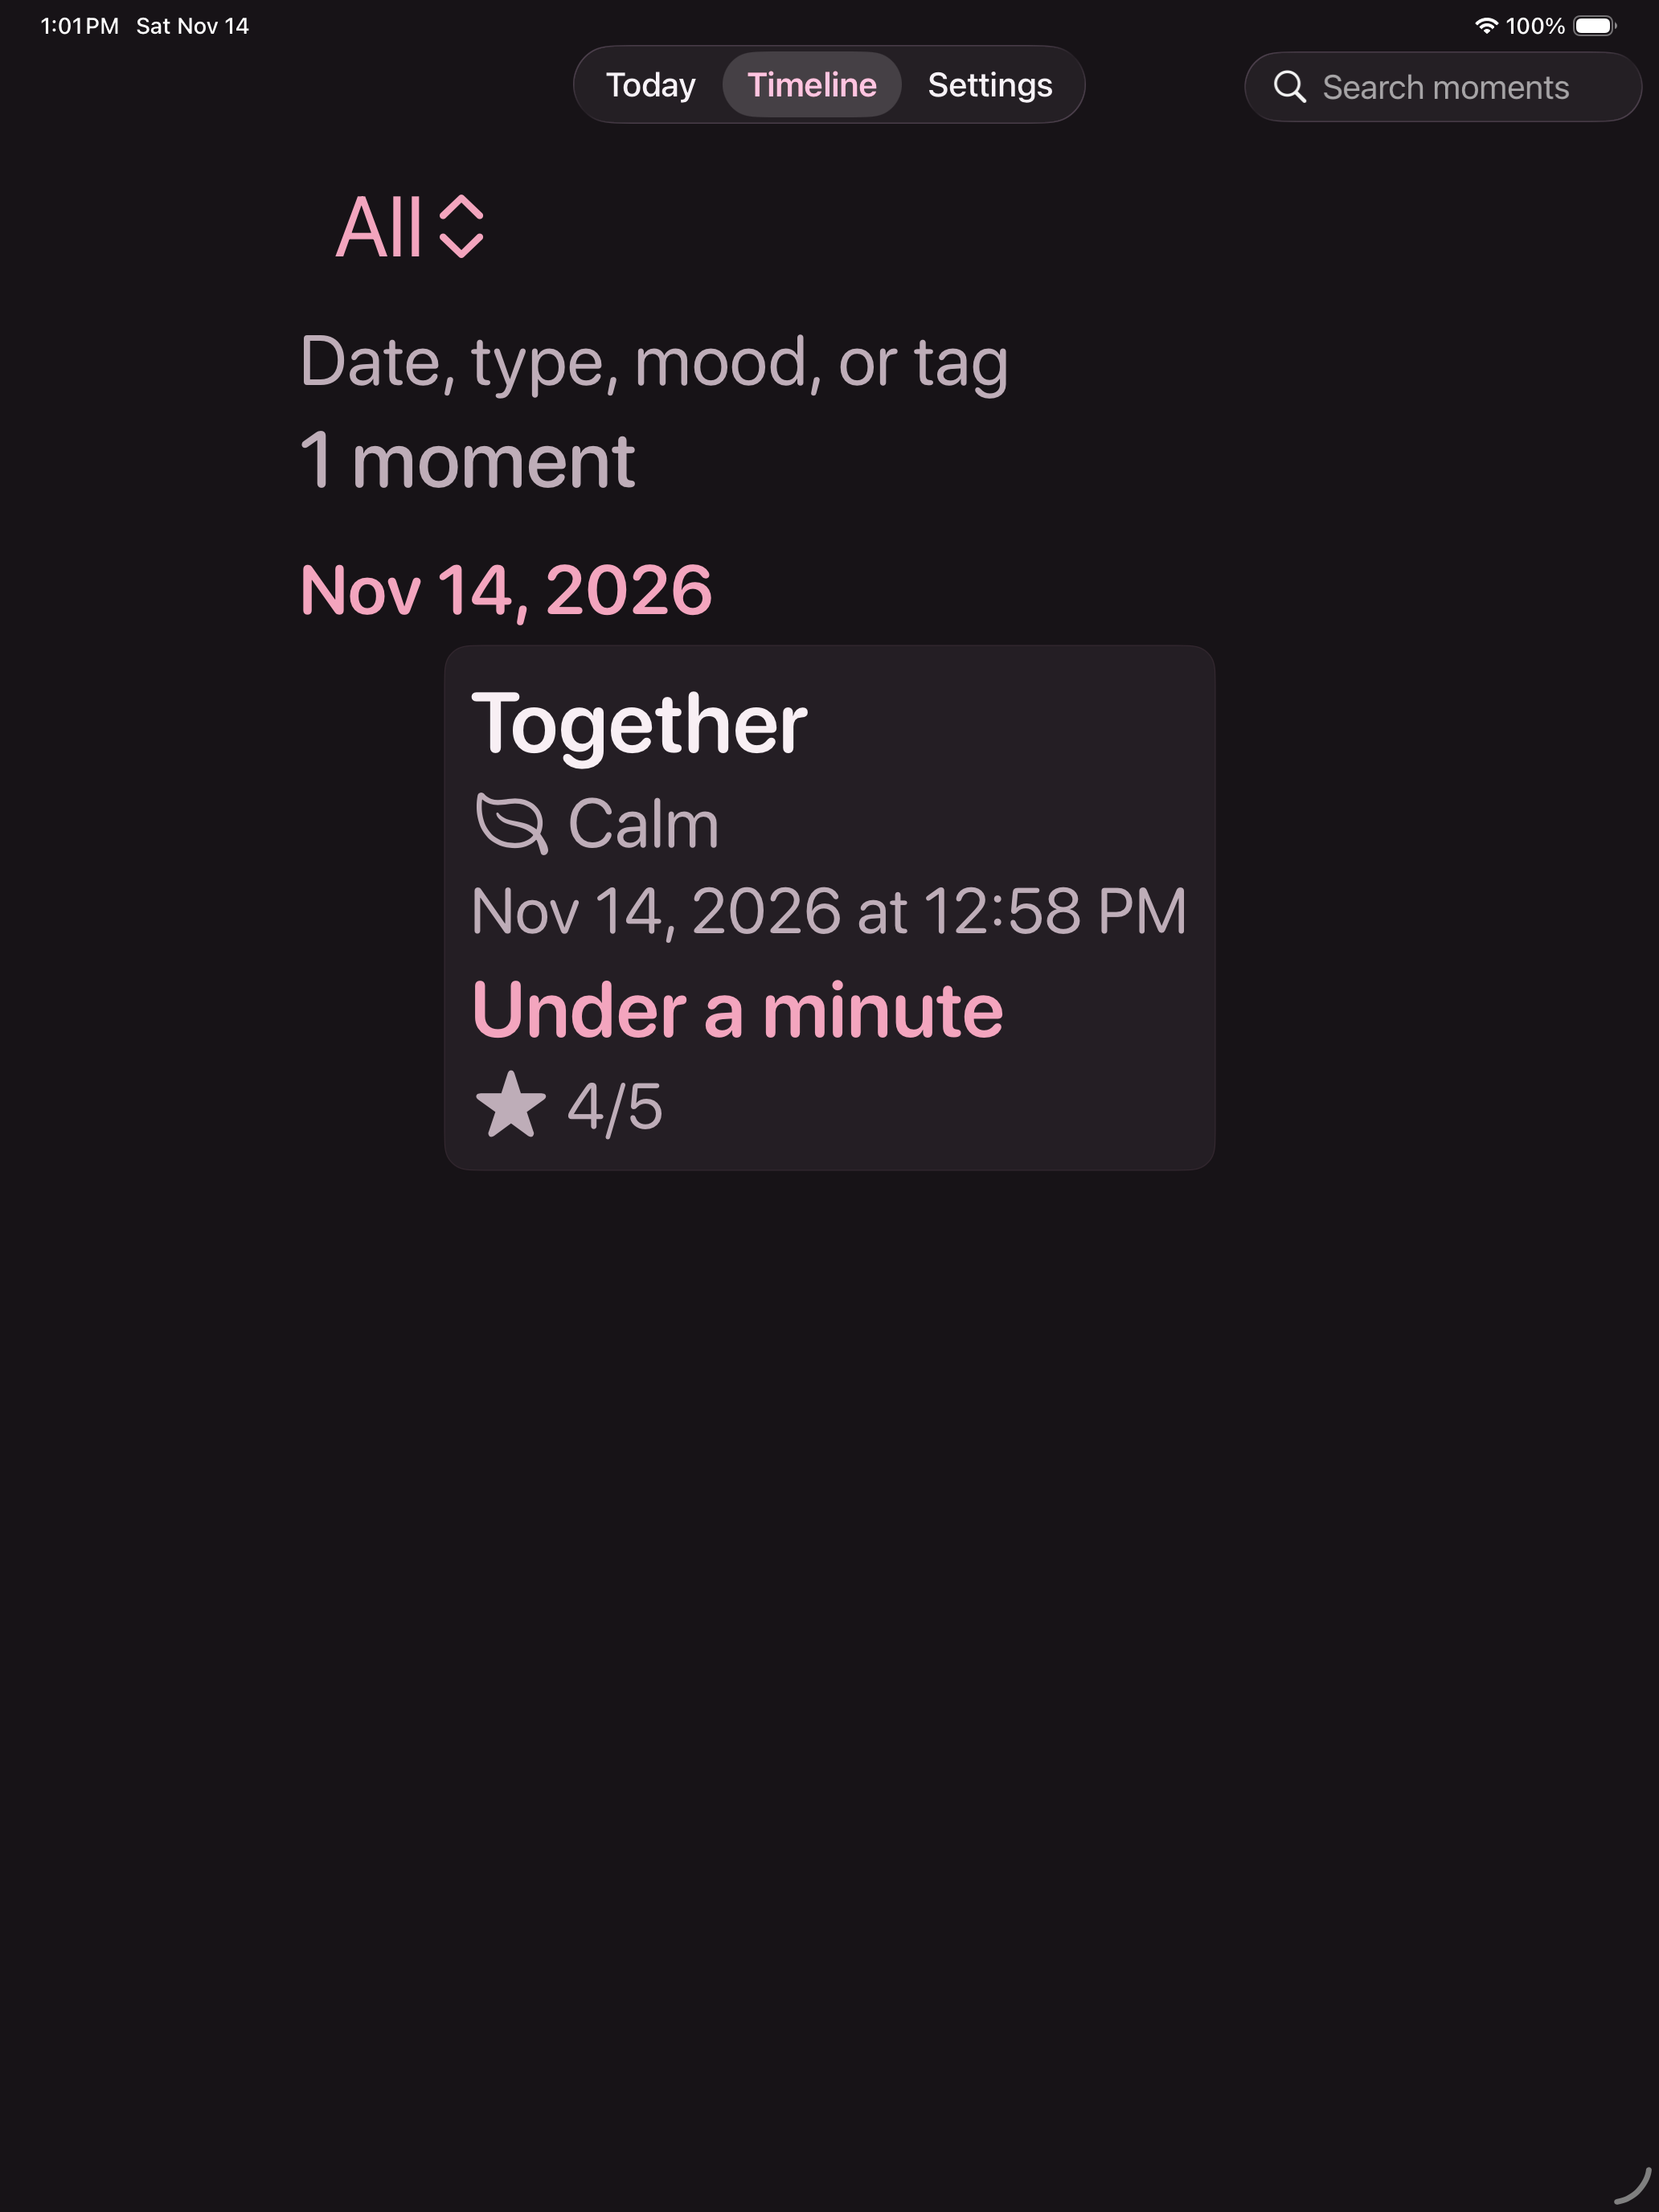 1:01 PM Sat Nov 14
100%
Today Timeline Settings
Search moments
All
Date, type, mood, or tag
1 moment
Nov 14, 2026
Together
Calm
Nov 14, 2026 at 12:58 PM
Under a minute
4/5